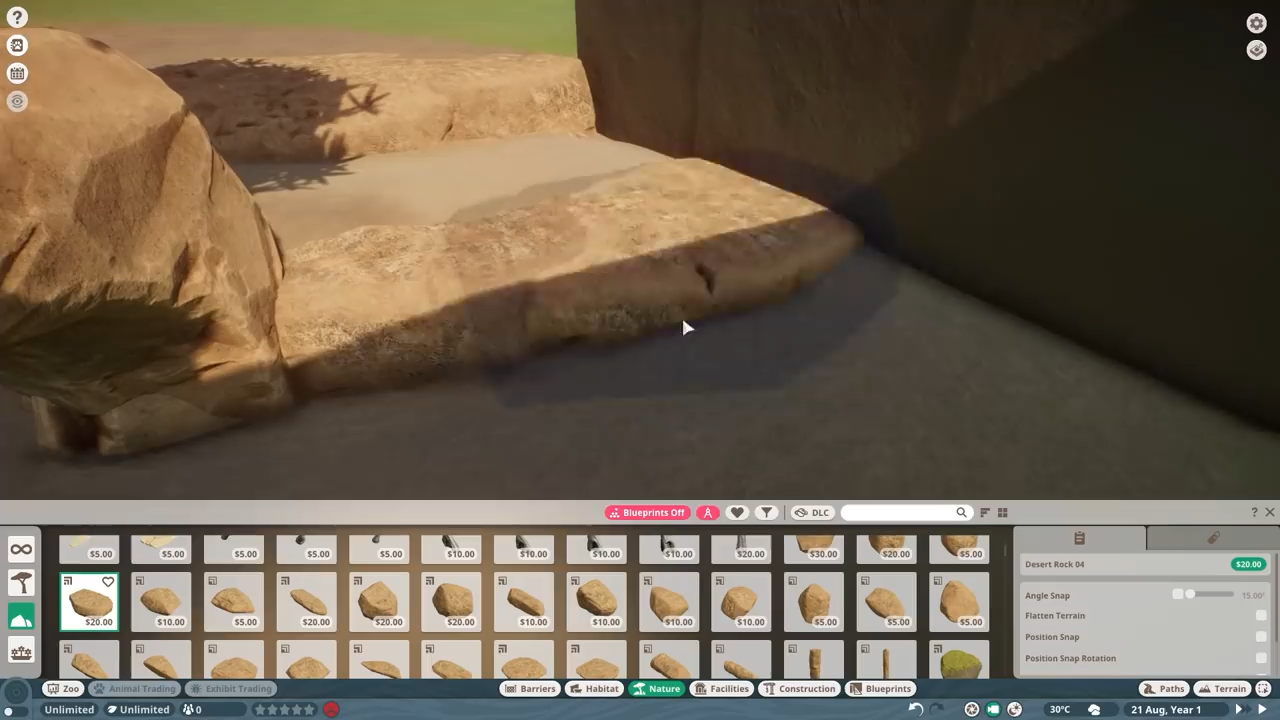 Blueprints Off
DLC
$5.00 $5.00 $5.00 $5.00 $5.00 $10.00 $10.00 $10.00 $10.00 $20.00 $30.00 $20.00 $5.00
$20.00 $10.00 $5.00 $20.00 $20.00 $20.00 $10.00 $10.00 $10.00 $10.00 $5.00 $5.00 $5.00
Desert Rock 04 $20.00
Angle Snap 15.00°
Flatten Terrain
Position Snap
Position Snap Rotation
Zoo Animal Trading Exhibit Trading Barriers Habitat Nature Facilities Construction Blueprints Paths Terrain
Unlimited Unlimited 0 30°C 21 Aug, Year 1